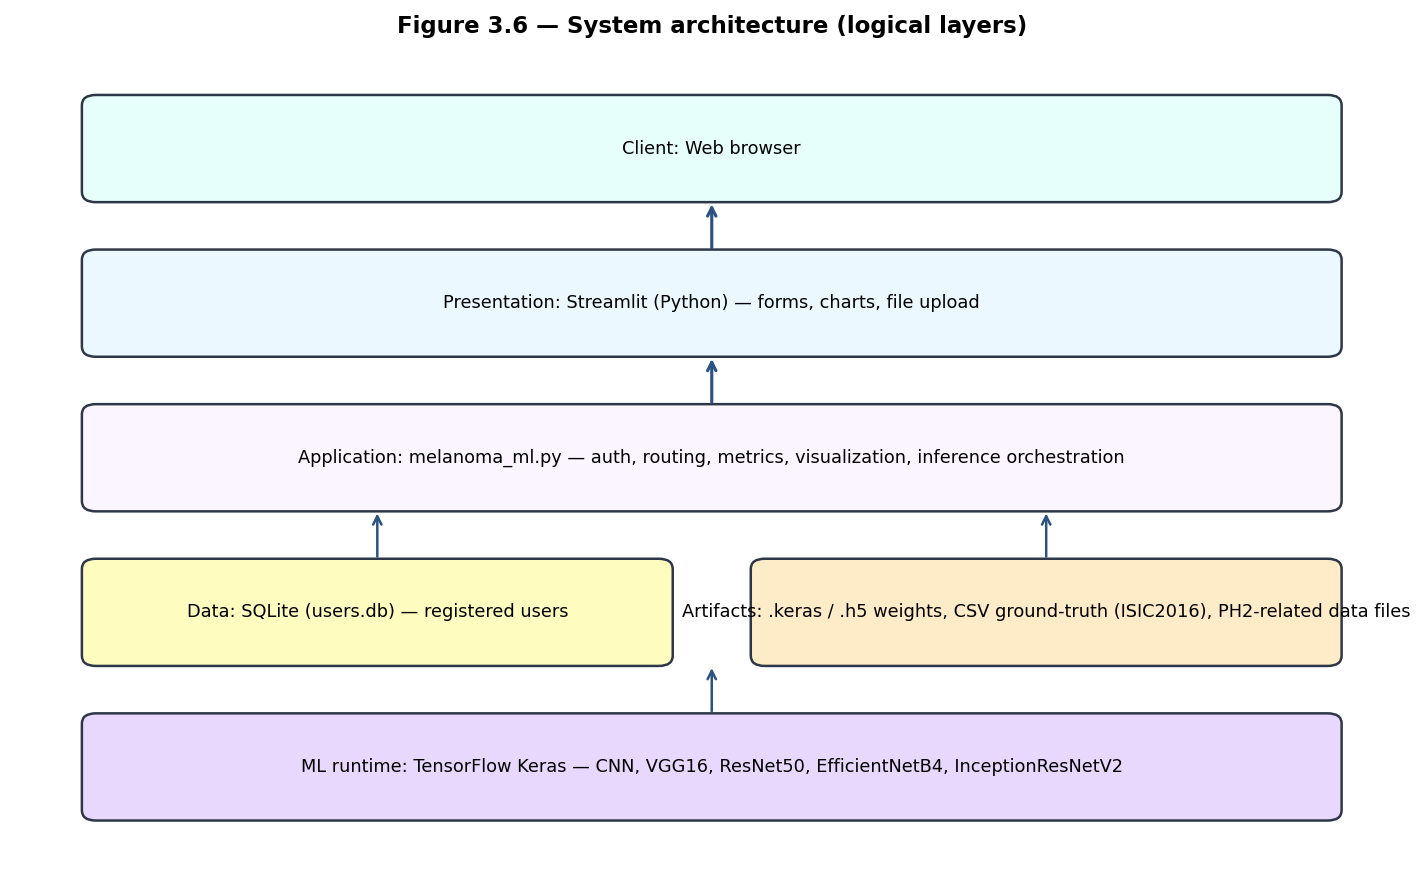 Figure 3.6 — System architecture (logical layers)
Client: Web browser
Presentation: Streamlit (Python) — forms, charts, file upload
Application: melanoma_ml.py — auth, routing, metrics, visualization, inference orchestration
Data: SQLite (users.db) — registered users
Artifacts: .keras / .h5 weights, CSV ground-truth (ISIC2016), PH2-related data files
ML runtime: TensorFlow Keras — CNN, VGG16, ResNet50, EfficientNetB4, InceptionResNetV2